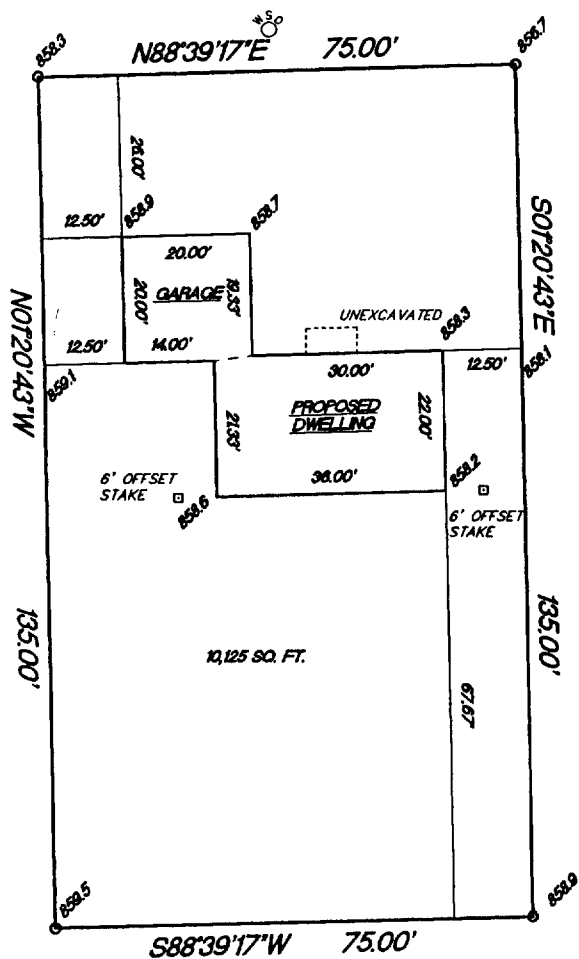 858.3
N88°39'17"E 75.00'
MSO
858.7
26.00'
12.50'
858.9
858.7
20.00'
S01°20'43"E
20.00'
GARAGE
19.33'
N01°20'43"W
UNEXCAVATED
858.3
12.50'
14.00'
30.00'
12.50'
858.1
859.1
PROPOSED
DWELLING
21.33'
22.00'
36.00'
6' OFFSET
STAKE
858.6
858.2
6' OFFSET
STAKE
135.00'
135.00'
10,125 SQ. FT.
67.67
859.5
858.9
S88°39'17"W 75.00'